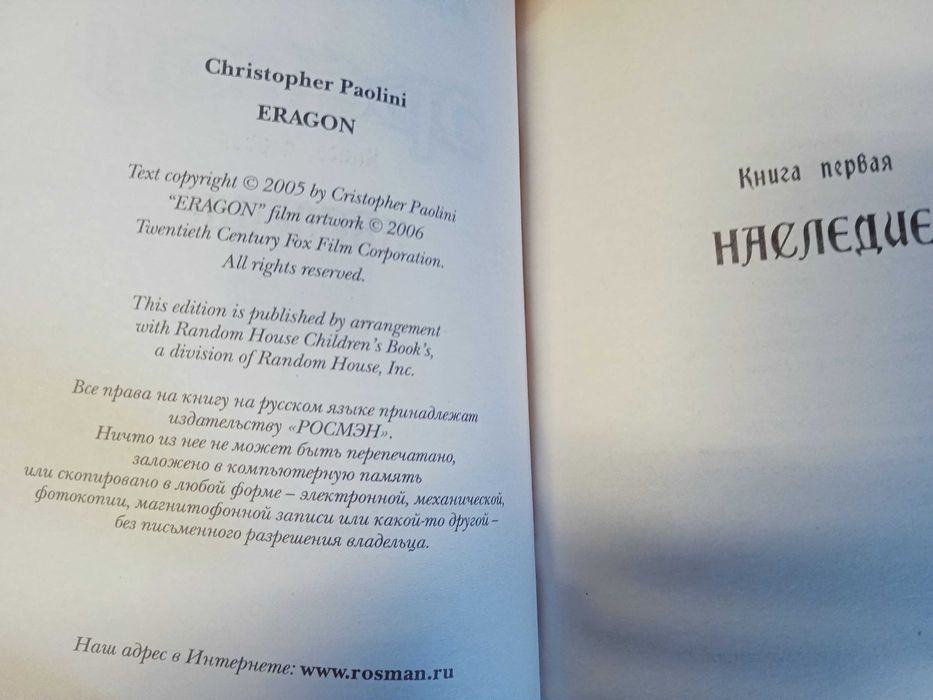 Christopher Paolini
ERAGON
Text copyright © 2005 by Cristopher Paolini
“ERAGON” film artwork © 2006
Twentieth Century Fox Film Corporation.
All rights reserved.
This edition is published by arrangement
with Random House Children’s Book’s,
a division of Random House, Inc.
Все права на книгу на русском языке принадлежат
издательству «РОСМЭН».
Ничто из нее не может быть перепечатано,
заложено в компьютерную память
или скопировано в любой форме – электронной, механической,
фотокопии, магнитофонной записи или какой-то другой –
без письменного разрешения владельца.
Наш адрес в Интернете: www.rosman.ru
Книга первая
НАСЛЕДИЕ